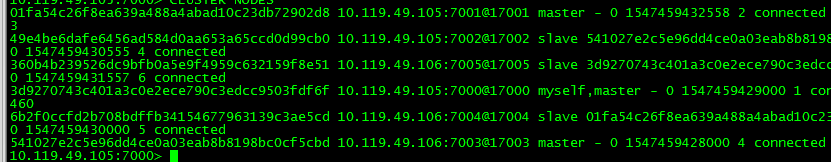 10.119.49.105:7000> CLUSTER NODES
01fa54c26f8ea639a488a4abad10c23db72902d8 10.119.49.105:7001@17001 master - 0 1547459432558 2 connected
3
49e4be6dafe6456ad584d0aa653a65ccd0d99cb0 10.119.49.105:7002@17002 slave 541027e2c5e96dd4ce0a03eab8b8198
0 1547459430555 4 connected
360b4b239526dc9bfb0a5e9f4959c632159f8e51 10.119.49.106:7005@17005 slave 3d9270743c401a3c0e2ece790c3edcc
0 1547459431557 6 connected
3d9270743c401a3c0e2ece790c3edcc9503fdf6f 10.119.49.105:7000@17000 myself,master - 0 1547459429000 1 con
460
6b2f0ccfd2b708bdffb34154677963139c3ae5cd 10.119.49.106:7004@17004 slave 01fa54c26f8ea639a488a4abad10c23
0 1547459430000 5 connected
541027e2c5e96dd4ce0a03eab8b8198bc0cf5cbd 10.119.49.106:7003@17003 master - 0 1547459428000 4 connected
10.119.49.105:7000>